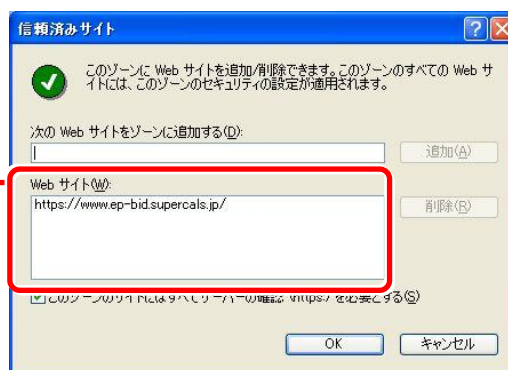 信頼済みサイト
このゾーンに Web サイトを追加/削除できます。このゾーンのすべての Web サ
イトには、このゾーンのセキュリティの設定が適用されます。
次の Web サイトをゾーンに追加する(D):
追加(A)
Web サイト(W):
https://www.ep-bid.supercals.jp/
削除(R)
このゾーンのサイトにはすべてサーバーの確認 (https:) を必要とする(S)
OK
キャンセル